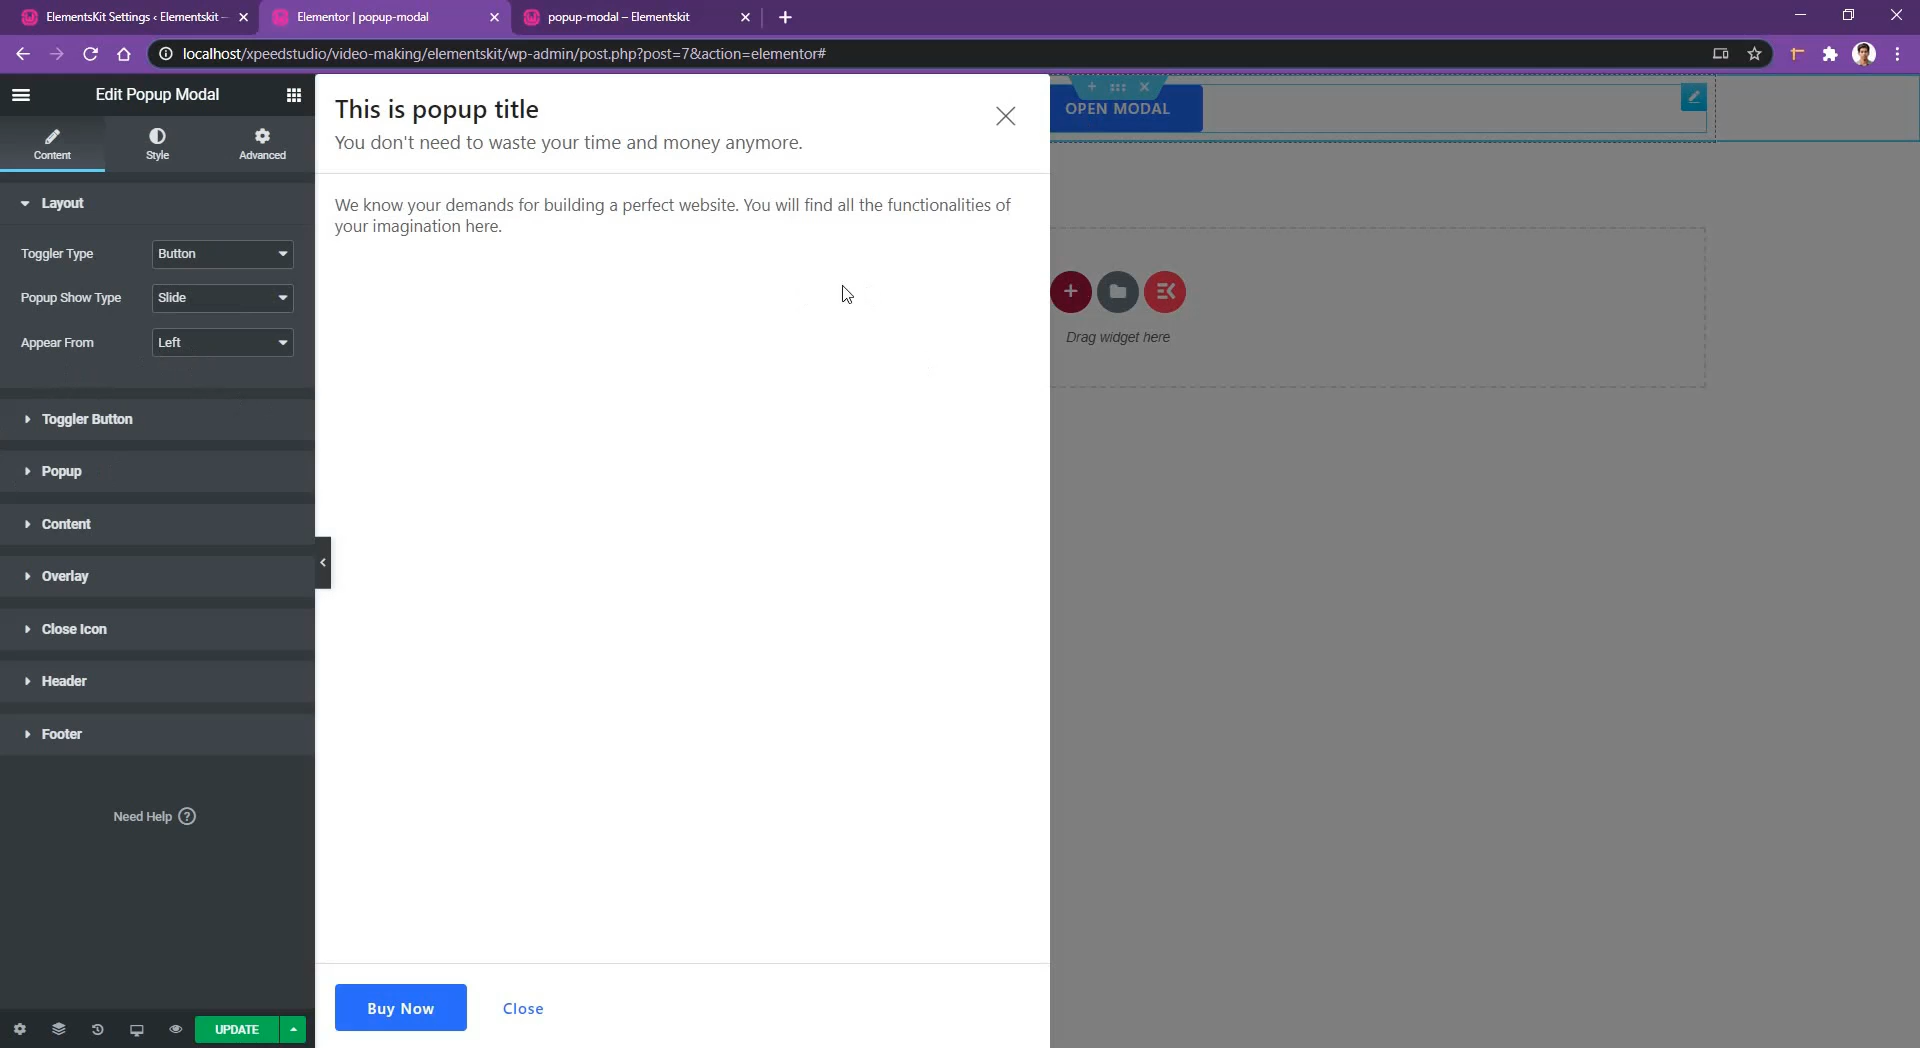 ElementsKit Settings ‹ Elementskit –
Elementor | popup-modal
popup-modal – Elementskit
localhost/xpeedstudio/video-making/elementskit/wp-admin/post.php?post=7&action=elementor#
Edit Popup Modal
Content
Style
Advanced
Layout
Toggler Type
Button
Popup Show Type
Slide
Appear From
Left
Toggler Button
Popup
Content
Overlay
Close Icon
Header
Footer
Need Help ?
UPDATE
This is popup title
You don't need to waste your time and money anymore.
We know your demands for building a perfect website. You will find all the functionalities of
your imagination here.
Buy Now
Close
OPEN MODAL
Drag widget here